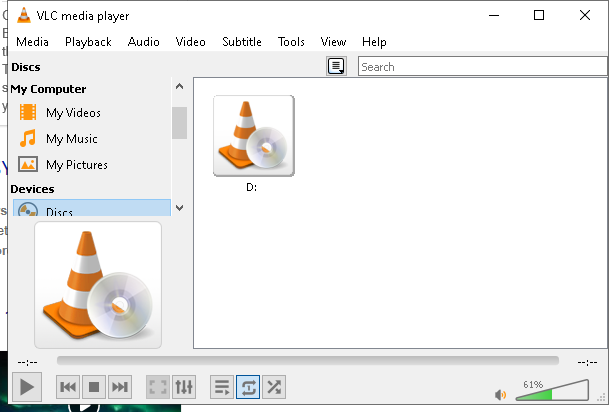 VLC media player
Media Playback Audio Video Subtitle Tools View Help
Discs
Search
My Computer
My Videos
My Music
My Pictures
Devices
Discs
D:
--:--
--:--
61%